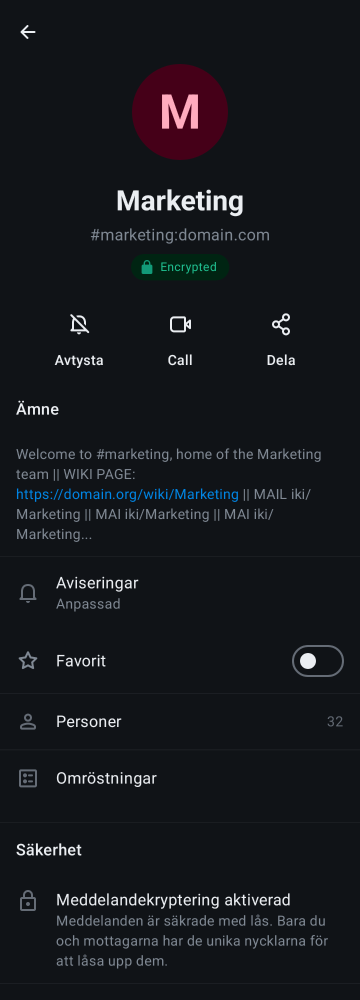 M
Marketing
#marketing:domain.com
Encrypted
Avtysta
Call
Dela
Ämne
Welcome to #marketing, home of the Marketing
team || WIKI PAGE:
https://domain.org/wiki/Marketing || MAIL iki/
Marketing || MAI iki/Marketing || MAI iki/
Marketing...
Aviseringar
Anpassad
Favorit
Personer 32
Omröstningar
Säkerhet
Meddelandekryptering aktiverad
Meddelanden är säkrade med lås. Bara du
och mottagarna har de unika nycklarna för
att låsa upp dem.